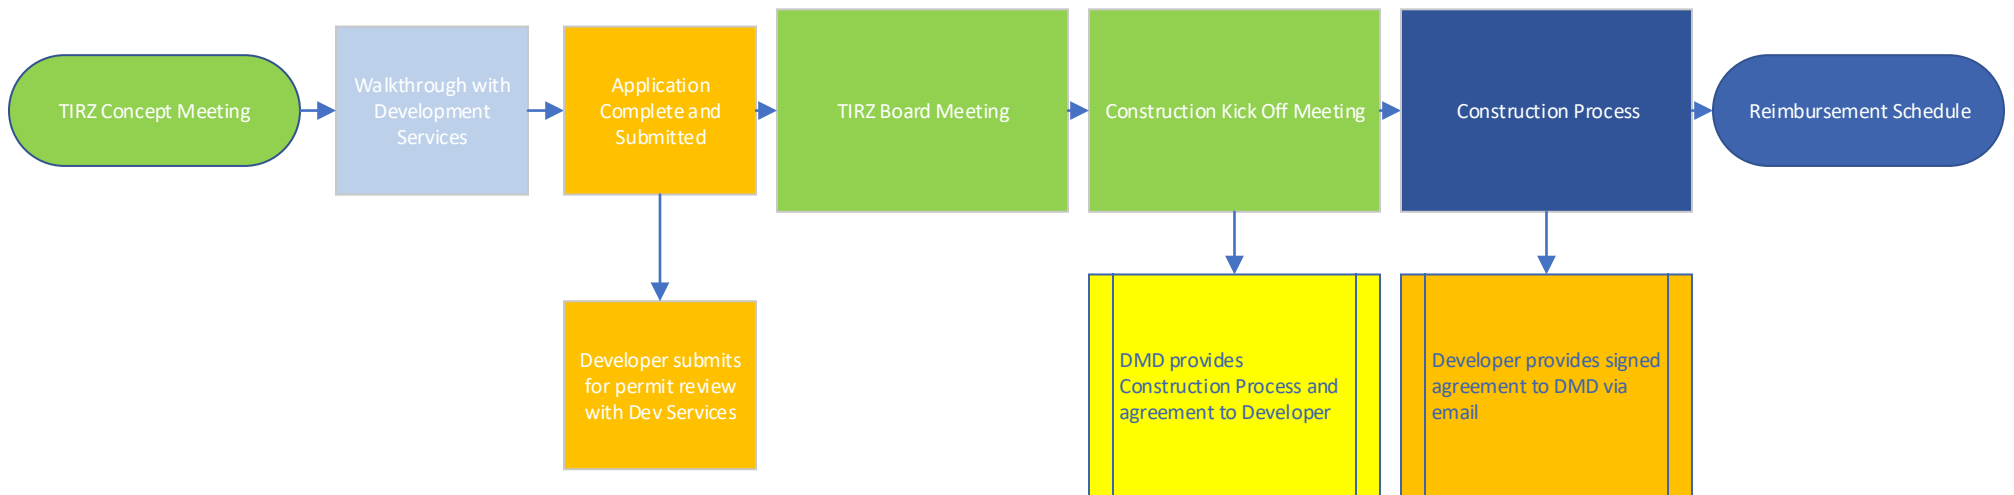 TIRZ Concept Meeting
Walkthrough with
Development
Services
Application
Complete and
Submitted
TIRZ Board Meeting
Construction Kick Off Meeting
Construction Process
Reimbursement Schedule
Developer submits
for permit review
with Dev Services
DMD provides
Construction Process and
agreement to Developer
Developer provides signed
agreement to DMD via
email